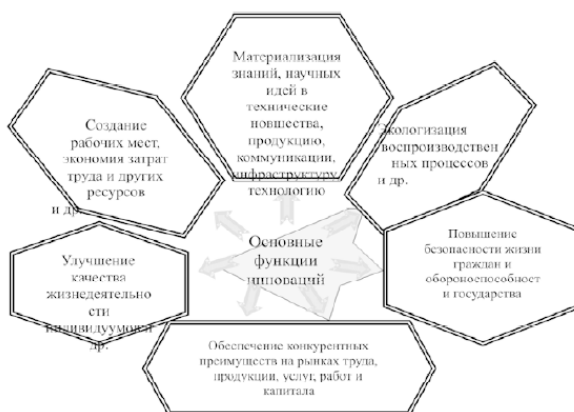 Материализация
знаний, научных
идей в
технические
новшества,
продукцию,
коммуникации,
инфраструктуру,
технологию
Создание
рабочих мест,
экономия затрат
труда и других
ресурсов
и др.
Экологизация
воспроизводствен
ных процессов
и др.
Основные
функции
инноваций
Повышение
безопасности жизни
граждан и
обороноспособност
и государства
Улучшение
качества
жизнедеятельно
сти
индивидуумов и
др.
Обеспечение конкурентных
преимуществ на рынках труда,
продукции, услуг, работ и
капитала